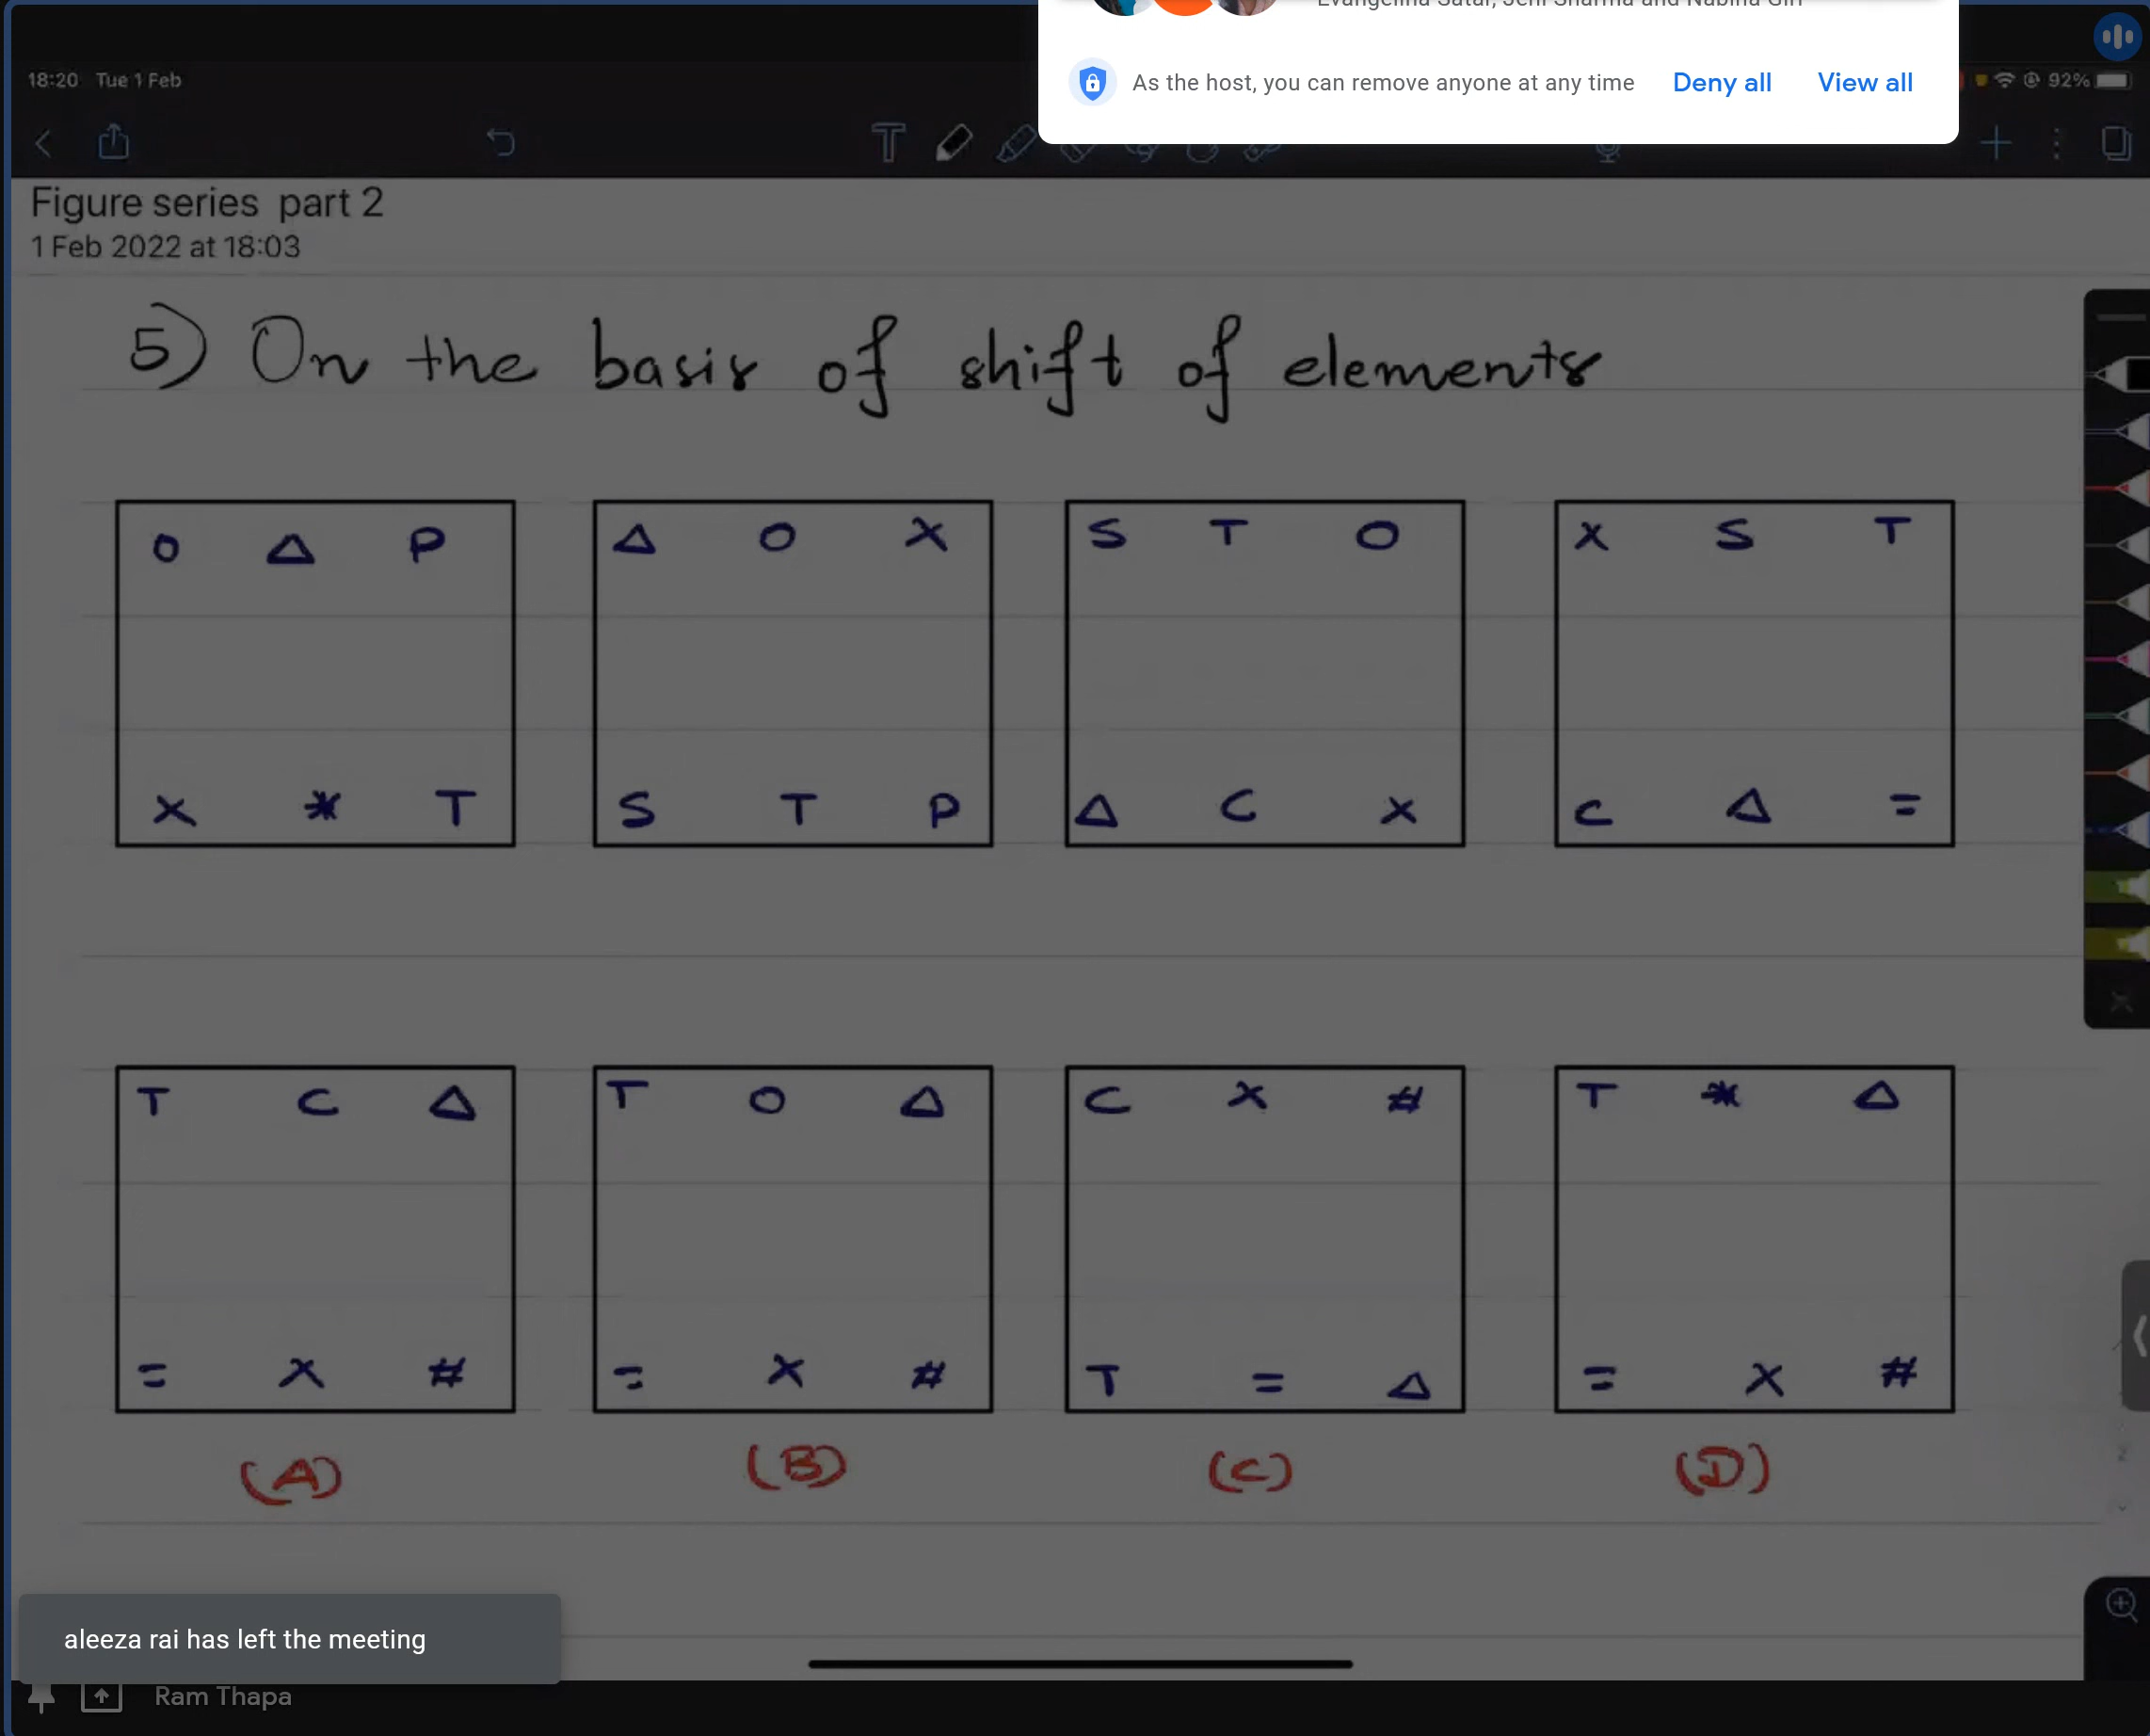 As the host, you can remove anyone at any time Deny all View all
18:20 Tue 1 Feb
92%
Figure series part 2
1 Feb 2022 at 18:03
5) On the basis of shift of elements
O Δ P
X * T
Δ O X
S T P
S T O
Δ C X
X S T
C Δ =
T C Δ
= X #
T O Δ
= X #
C X #
T = Δ
T * Δ
= X #
(A) (B) (C) (D)
aleeza rai has left the meeting
Ram Thapa